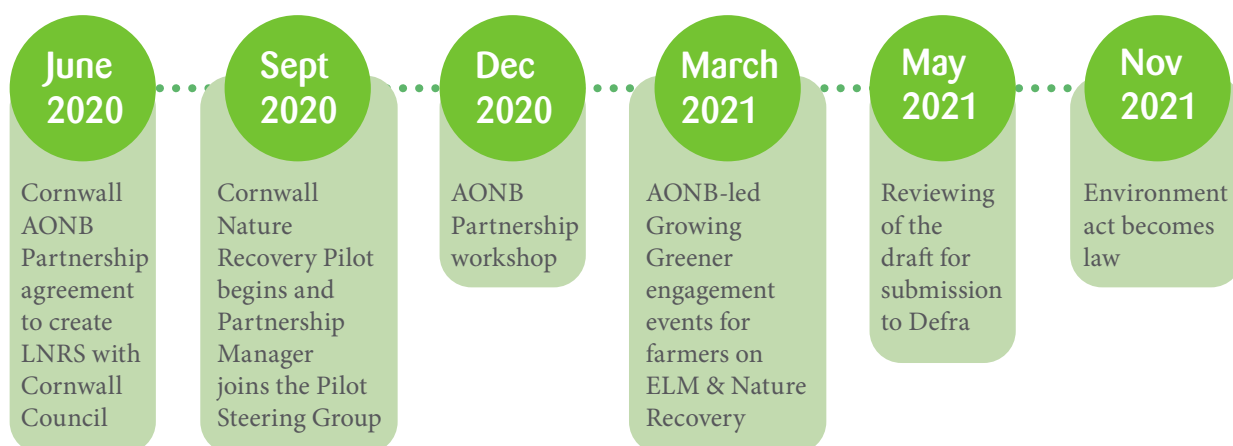 June
2020
Cornwall
AONB
Partnership
agreement
to create
LNRS with
Cornwall
Council
Sept
2020
Cornwall
Nature
Recovery Pilot
begins and
Partnership
Manager
joins the Pilot
Steering Group
Dec
2020
AONB
Partnership
workshop
March
2021
AONB-led
Growing
Greener
engagement
events for
farmers on
ELM & Nature
Recovery
May
2021
Reviewing
of the
draft for
submission
to Defra
Nov
2021
Environment
act becomes
law